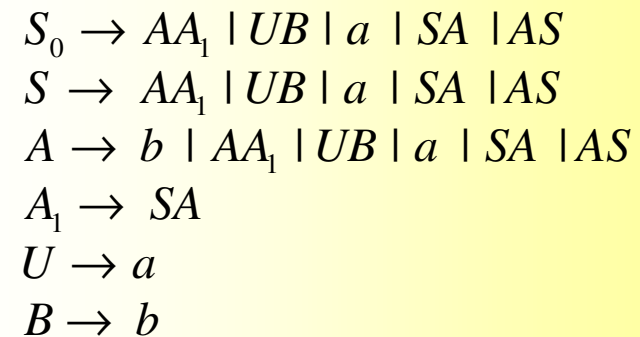 S₀ → AA₁ | UB | a | SA | AS
S → AA₁ | UB | a | SA | AS
A → b | AA₁ | UB | a | SA | AS
A₁ → SA
U → a
B → b